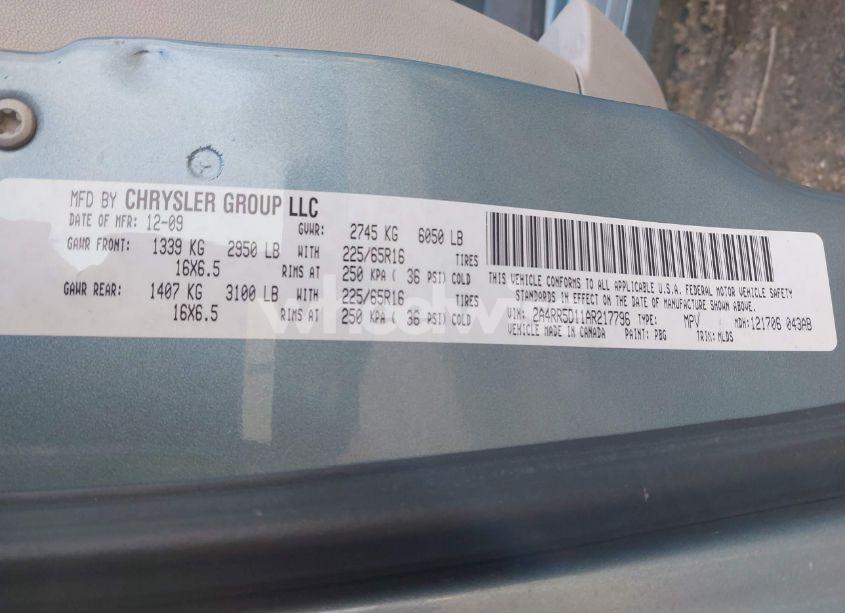 MFD BY CHRYSLER GROUP LLC
DATE OF MFR: 12-09 GVWR: 2745 KG 6050 LB
GAWR FRONT: 1339 KG 2950 LB WITH 225/65R16 TIRES
16X6.5 RIMS AT 250 KPA ( 36 PSI) COLD
GAWR REAR: 1407 KG 3100 LB WITH 225/65R16 TIRES
16X6.5 RIMS AT 250 KPA ( 36 PSI) COLD
THIS VEHICLE CONFORMS TO ALL APPLICABLE U.S.A. FEDERAL MOTOR VEHICLE SAFETY
STANDARDS IN EFFECT ON THE DATE OF MANUFACTURE SHOWN ABOVE.
VIN: 2A4RR5D11AR217796 TYPE: MPV MDH: 121706 043AB
VEHICLE MADE IN CANADA PAINT: PBG TRIM: MLDS